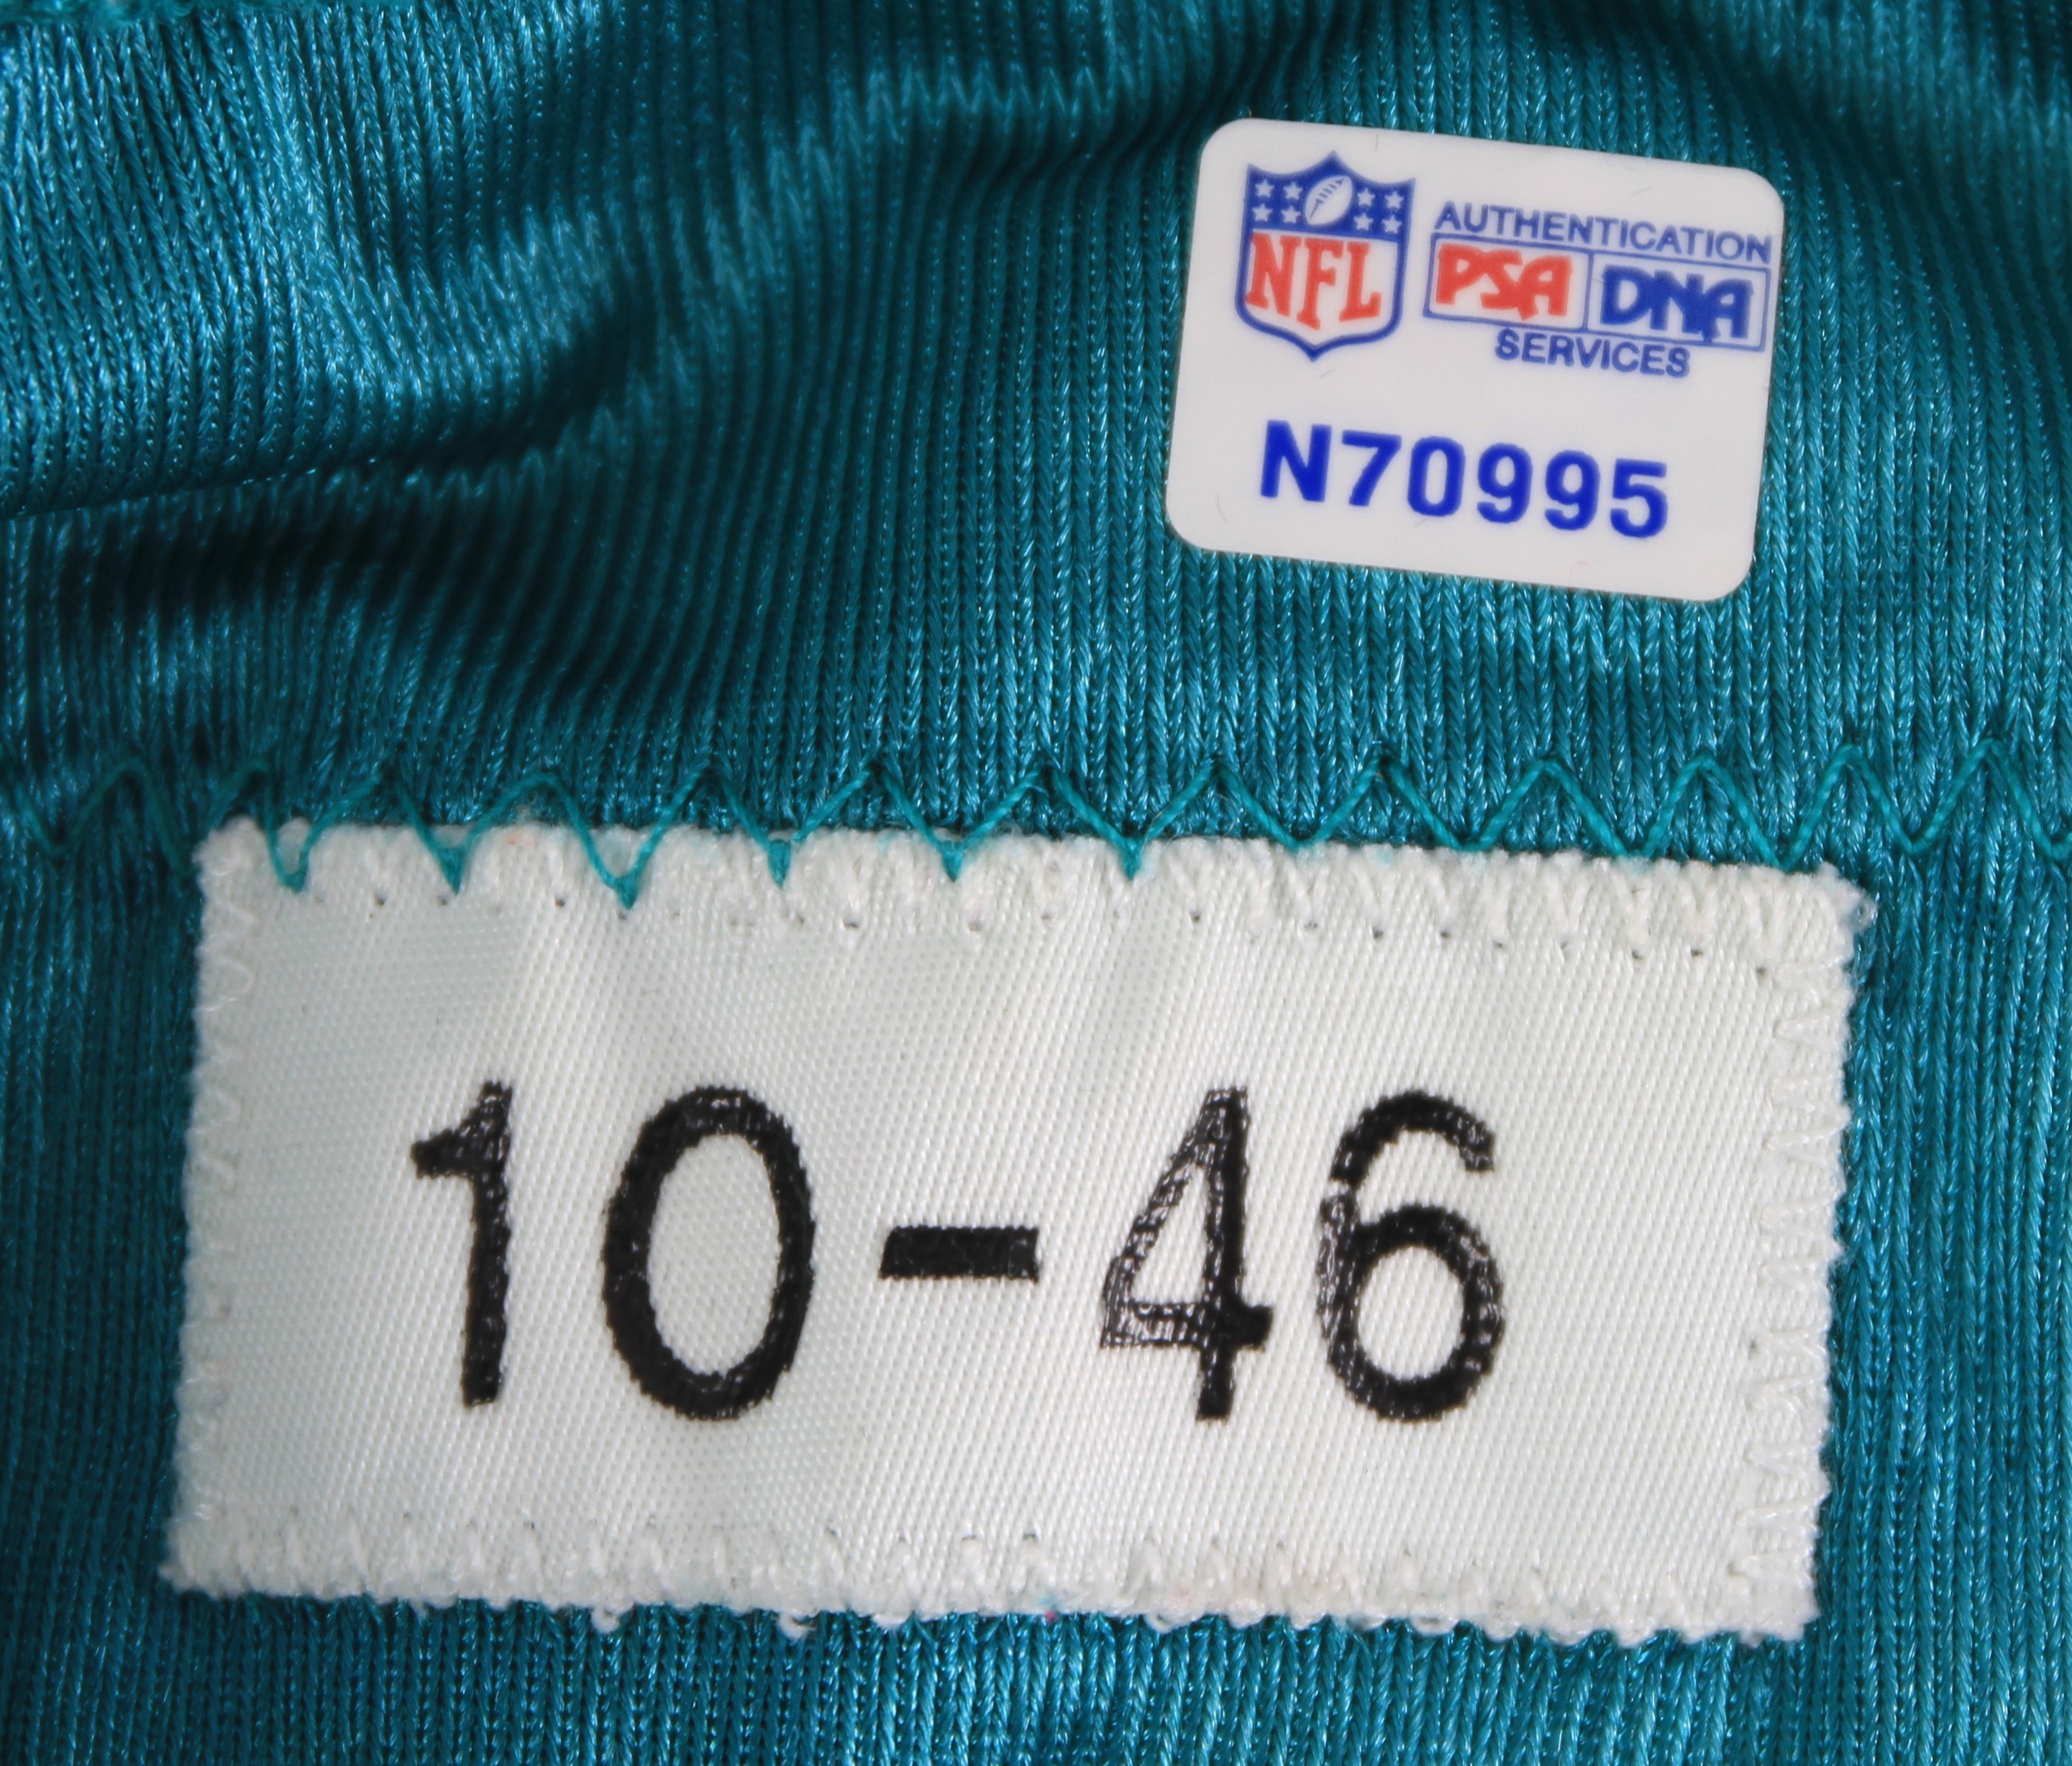 NFL
AUTHENTICATION
PSA DNA
SERVICES
N70995
10-46